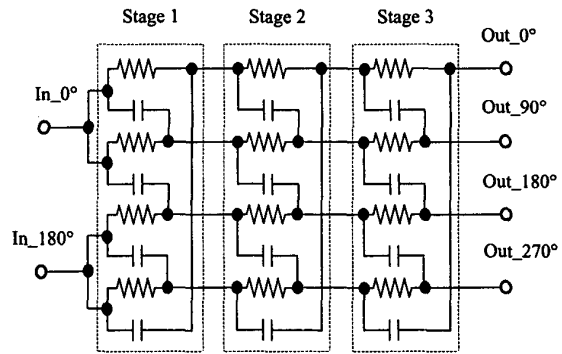 Stage 1
Stage 2
Stage 3
Out_0°
In_0°
Out_90°
Out_180°
In_180°
Out_270°